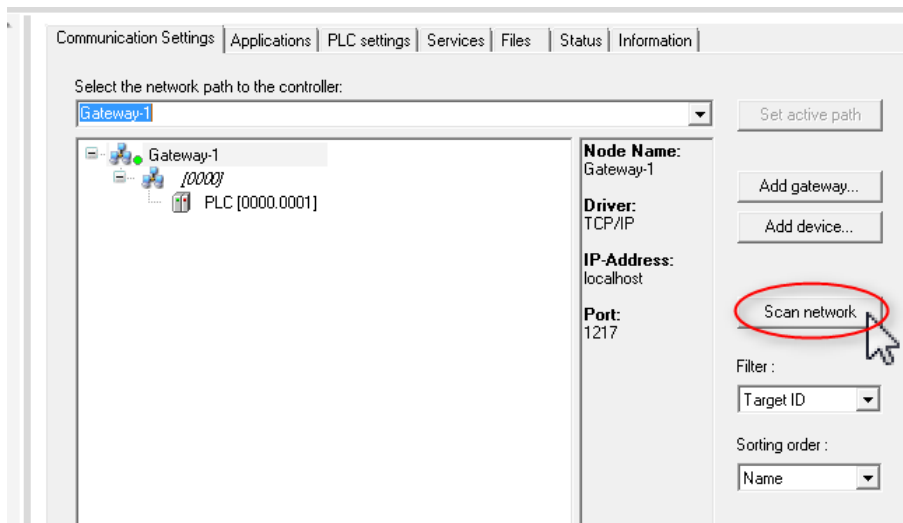 Communication Settings Applications PLC settings Services Files Status Information
Select the network path to the controller:
Gateway-1
Set active path
Gateway-1
[0000]
PLC [0000.0001]
Node Name:
Gateway-1
Driver:
TCP/IP
IP-Address:
localhost
Port:
1217
Add gateway...
Add device...
Scan network
Filter :
Target ID
Sorting order :
Name